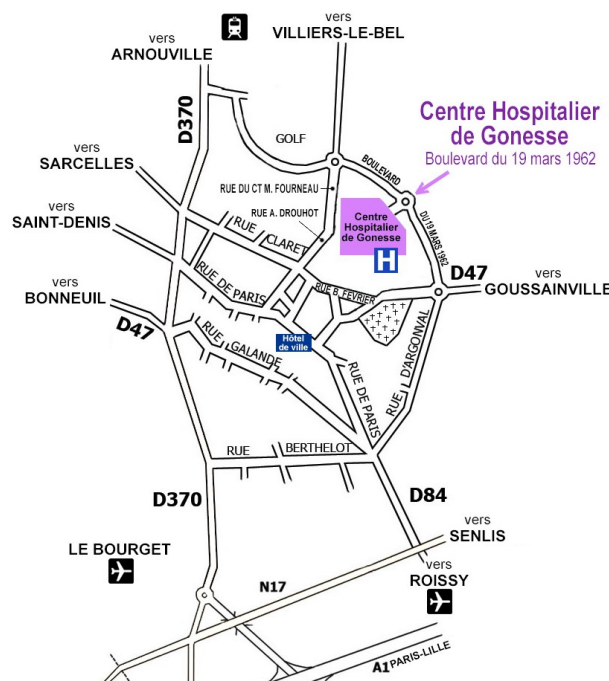 vers
VILLIERS-LE-BEL
vers
ARNOUVILLE
D370
GOLF
Centre Hospitalier
de Gonesse
Boulevard du 19 mars 1962
BOULEVARD
DU 19 MARS 1962
vers
SARCELLES
RUE DU CT M. FOURNEAU
RUE A. DROUHOT
vers
SAINT-DENIS
RUE
CLARET
Centre
Hospitalier
de Gonesse
H
vers
BONNEUIL
RUE DE PARIS
RUE B. FEVRIER
D47
vers
GOUSSAINVILLE
D47
RUE
GALANDE
Hôtel
de ville
RUE DE PARIS
RUE
D'ARGONVAL
RUE
BERTHELOT
D370
D84
vers
SENLIS
LE BOURGET
vers
ROISSY
N17
A1 PARIS-LILLE